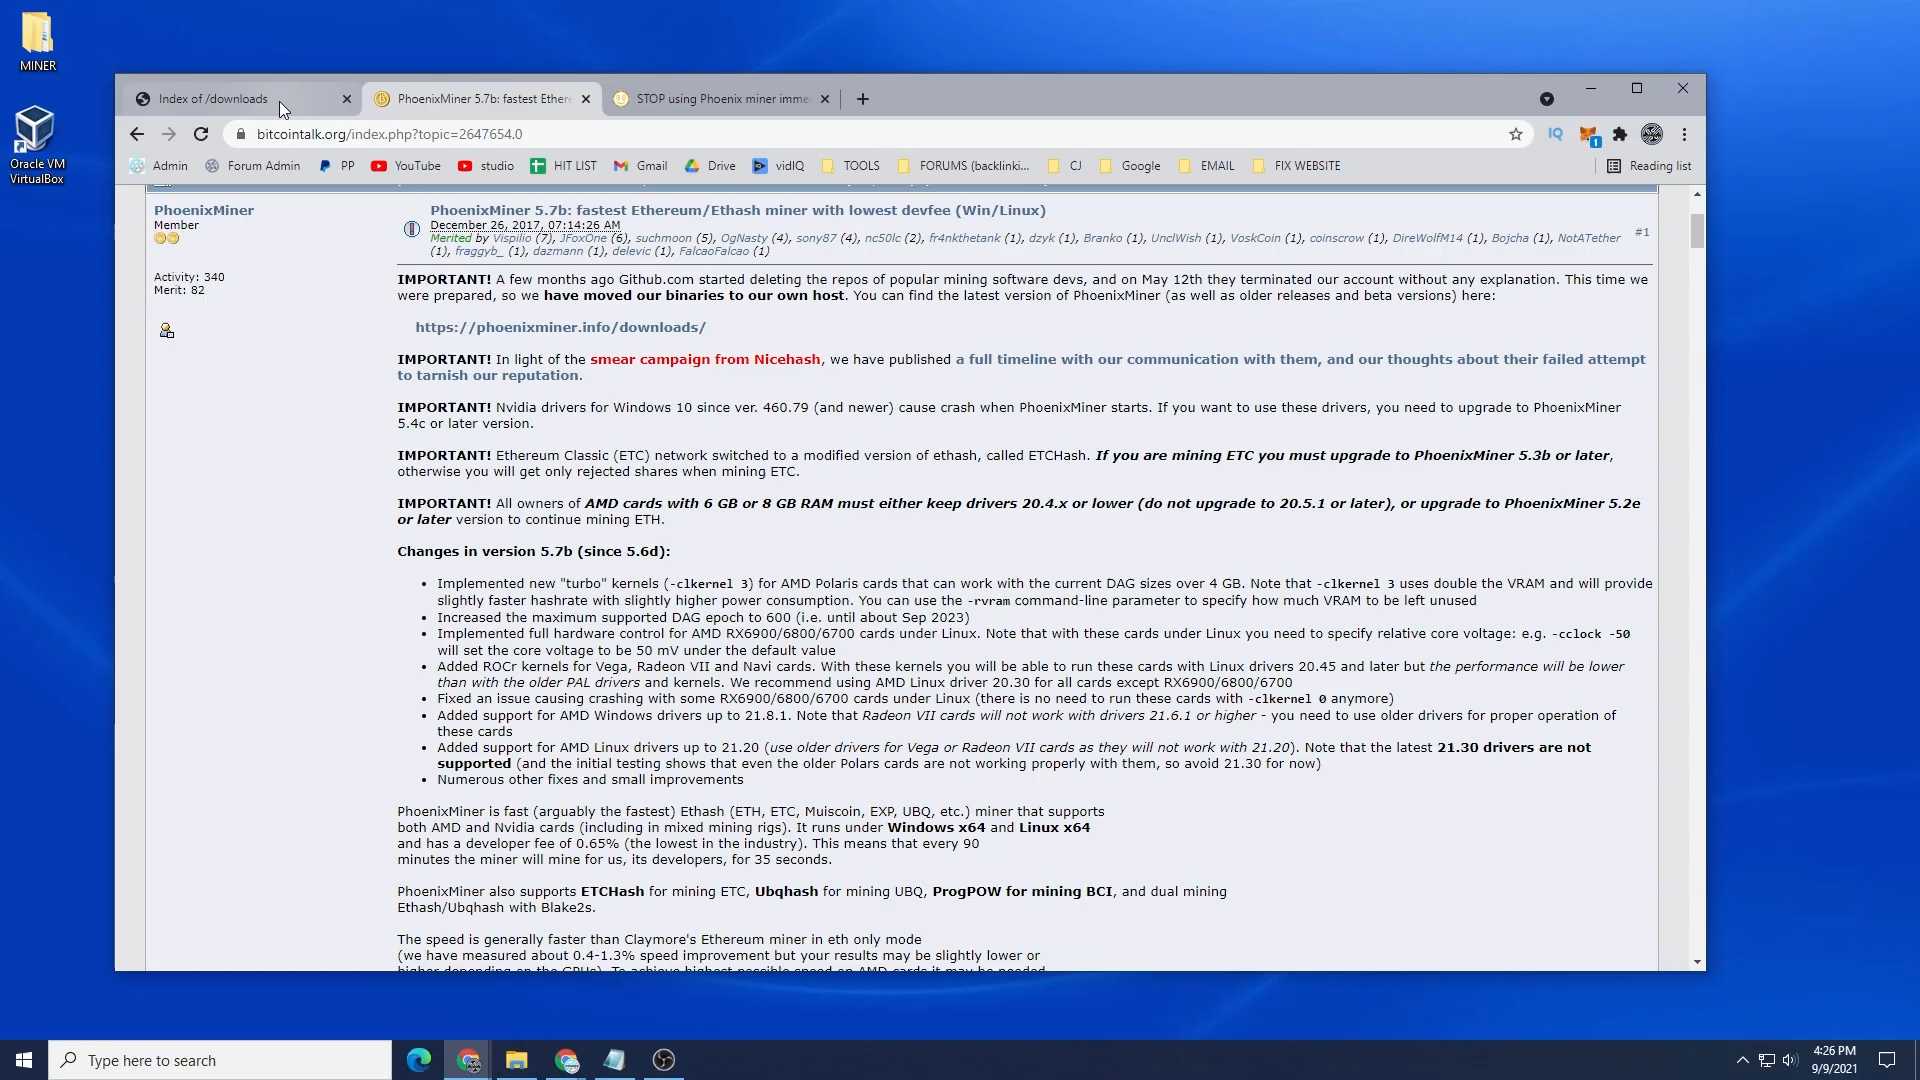 MINER
Oracle VM
VirtualBox
Index of /downloads
PhoenixMiner 5.7b: fastest Ethere
STOP using Phoenix miner imme
bitcointalk.org/index.php?topic=2647654.0
Admin
Forum Admin
PP
YouTube
studio
HIT LIST
Gmail
Drive
vidIQ
TOOLS
FORUMS (backlinki...
CJ
Google
EMAIL
FIX WEBSITE
Reading list
PhoenixMiner
Member
Activity: 340
Merit: 82
PhoenixMiner 5.7b: fastest Ethereum/Ethash miner with lowest devfee (Win/Linux)
December 26, 2017, 07:14:26 AM
#1
Merited by Vispilio (7), JFoxOne (6), suchmoon (5), OgNasty (4), sony87 (4), nc50lc (2), fr4nkthetank (1), dzyk (1), Branko (1), UnclWish (1), VoskCoin (1), coinscrow (1), DireWolfM14 (1), Bojcha (1), NotATether
(1), fraggyb_ (1), dazmann (1), delevic (1), FalcaoFalcao (1)
IMPORTANT! A few months ago Github.com started deleting the repos of popular mining software devs, and on May 12th they terminated our account without any explanation. This time we
were prepared, so we have moved our binaries to our own host. You can find the latest version of PhoenixMiner (as well as older releases and beta versions) here:
https://phoenixminer.info/downloads/
IMPORTANT! In light of the smear campaign from Nicehash, we have published a full timeline with our communication with them, and our thoughts about their failed attempt
to tarnish our reputation.
IMPORTANT! Nvidia drivers for Windows 10 since ver. 460.79 (and newer) cause crash when PhoenixMiner starts. If you want to use these drivers, you need to upgrade to PhoenixMiner
5.4c or later version.
IMPORTANT! Ethereum Classic (ETC) network switched to a modified version of ethash, called ETCHash. If you are mining ETC you must upgrade to PhoenixMiner 5.3b or later,
otherwise you will get only rejected shares when mining ETC.
IMPORTANT! All owners of AMD cards with 6 GB or 8 GB RAM must either keep drivers 20.4.x or lower (do not upgrade to 20.5.1 or later), or upgrade to PhoenixMiner 5.2e
or later version to continue mining ETH.
Changes in version 5.7b (since 5.6d):
• Implemented new "turbo" kernels (-clkernel 3) for AMD Polaris cards that can work with the current DAG sizes over 4 GB. Note that -clkernel 3 uses double the VRAM and will provide
slightly faster hashrate with slightly higher power consumption. You can use the -rvram command-line parameter to specify how much VRAM to be left unused
• Increased the maximum supported DAG epoch to 600 (i.e. until about Sep 2023)
• Implemented full hardware control for AMD RX6900/6800/6700 cards under Linux. Note that with these cards under Linux you need to specify relative core voltage: e.g. -cclock -50
will set the core voltage to be 50 mV under the default value
• Added ROCr kernels for Vega, Radeon VII and Navi cards. With these kernels you will be able to run these cards with Linux drivers 20.45 and later but the performance will be lower
than with the older PAL drivers and kernels. We recommend using AMD Linux driver 20.30 for all cards except RX6900/6800/6700
• Fixed an issue causing crashing with some RX6900/6800/6700 cards under Linux (there is no need to run these cards with -clkernel 0 anymore)
• Added support for AMD Windows drivers up to 21.8.1. Note that Radeon VII cards will not work with drivers 21.6.1 or higher - you need to use older drivers for proper operation of
these cards
• Added support for AMD Linux drivers up to 21.20 (use older drivers for Vega or Radeon VII cards as they will not work with 21.20). Note that the latest 21.30 drivers are not
supported (and the initial testing shows that even the older Polars cards are not working properly with them, so avoid 21.30 for now)
• Numerous other fixes and small improvements
PhoenixMiner is fast (arguably the fastest) Ethash (ETH, ETC, Muiscoin, EXP, UBQ, etc.) miner that supports
both AMD and Nvidia cards (including in mixed mining rigs). It runs under Windows x64 and Linux x64
and has a developer fee of 0.65% (the lowest in the industry). This means that every 90
minutes the miner will mine for us, its developers, for 35 seconds.
PhoenixMiner also supports ETCHash for mining ETC, Ubqhash for mining UBQ, ProgPOW for mining BCI, and dual mining
Ethash/Ubqhash with Blake2s.
The speed is generally faster than Claymore's Ethereum miner in eth only mode
(we have measured about 0.4-1.3% speed improvement but your results may be slightly lower or
higher depending on the GPUs). To achieve highest possible speed on AMD cards it may be needed
Type here to search
4:26 PM
9/9/2021